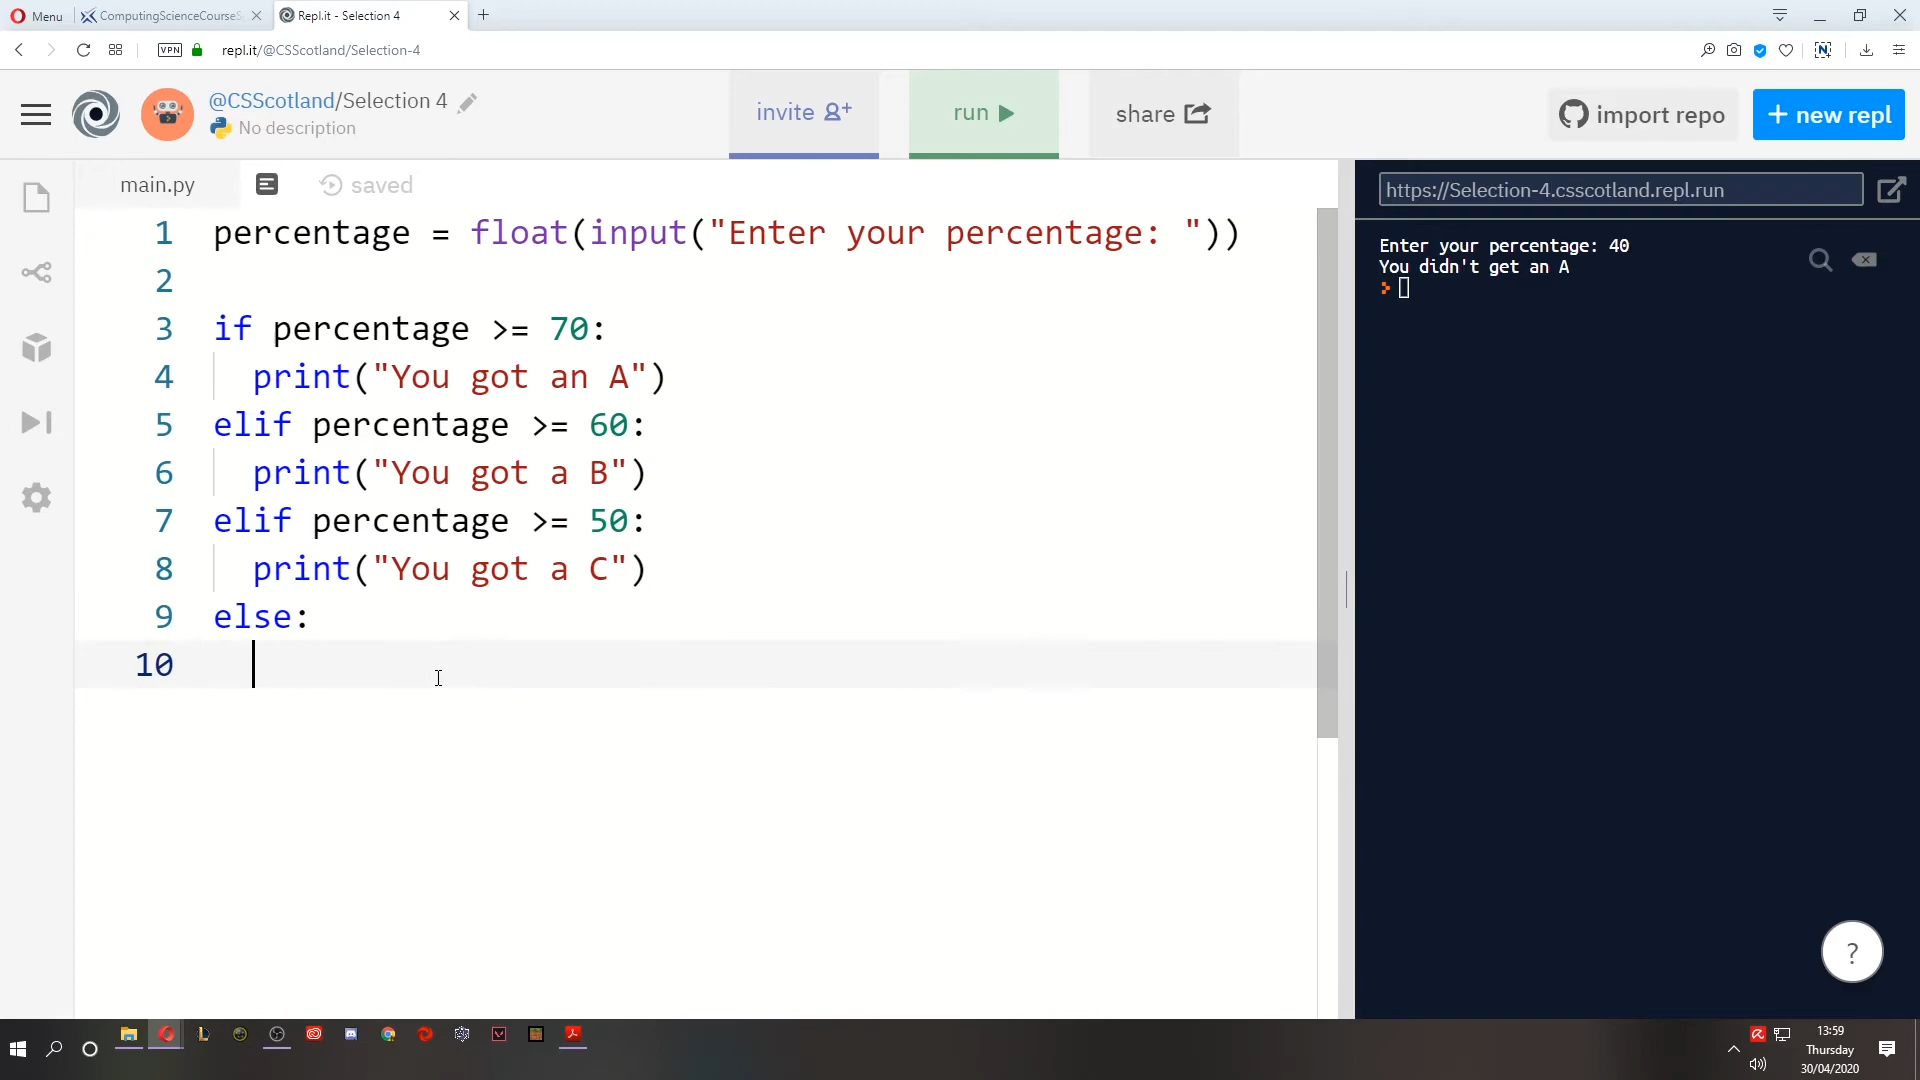 Menu
ComputingScienceCourseS
Repl.it - Selection 4
VPN
repl.it/@CSScotland/Selection-4
@CSScotland/Selection 4
No description
invite
run
share
import repo
+ new repl
main.py
saved
https://Selection-4.csscotland.repl.run
1 percentage = float(input("Enter your percentage: "))
2
3 if percentage >= 70:
4 print("You got an A")
5 elif percentage >= 60:
6 print("You got a B")
7 elif percentage >= 50:
8 print("You got a C")
9 else:
10
Enter your percentage: 40
You didn't get an A
?
13:59
Thursday
30/04/2020